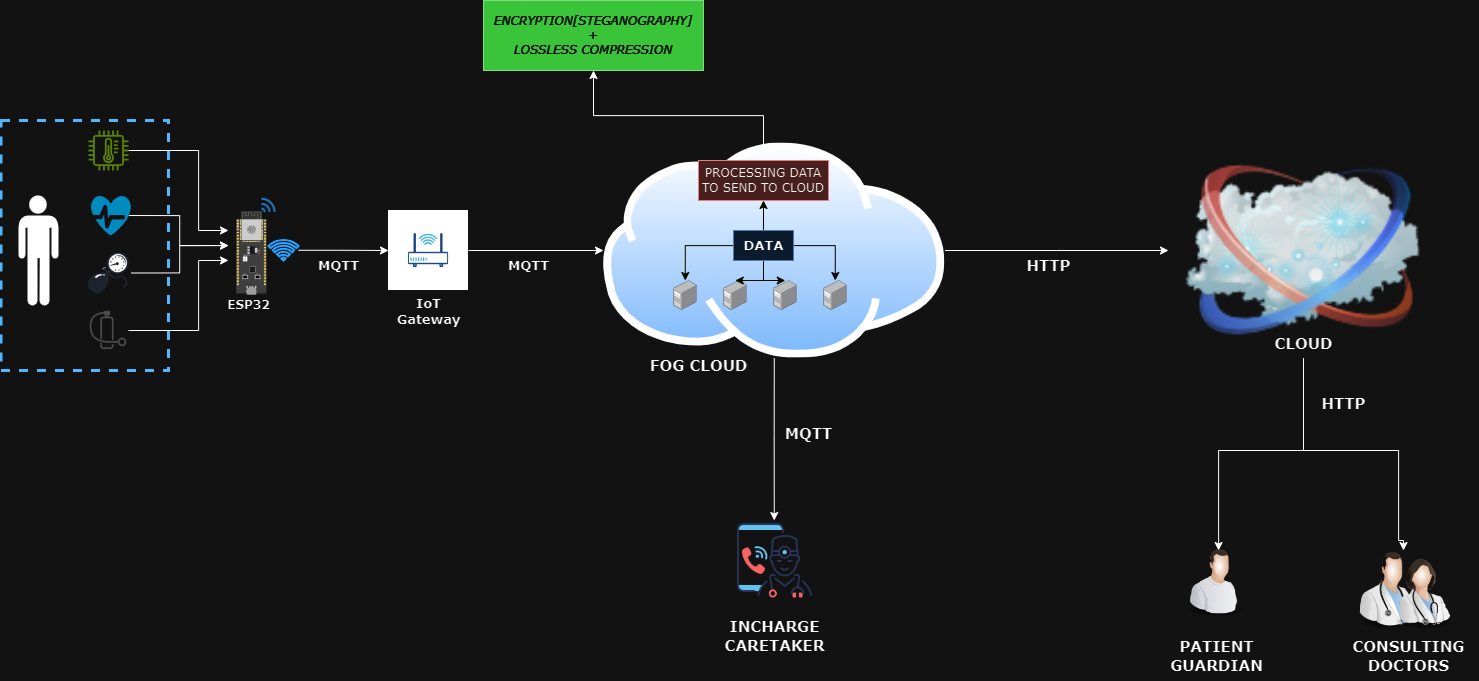 ENCRYPTION[STEGANOGRAPHY]
+
LOSSLESS COMPRESSION
PROCESSING DATA
TO SEND TO CLOUD
DATA
ESP32
MQTT
IoT
Gateway
MQTT
FOG CLOUD
HTTP
CLOUD
HTTP
MQTT
INCHARGE
CARETAKER
PATIENT
GUARDIAN
CONSULTING
DOCTORS